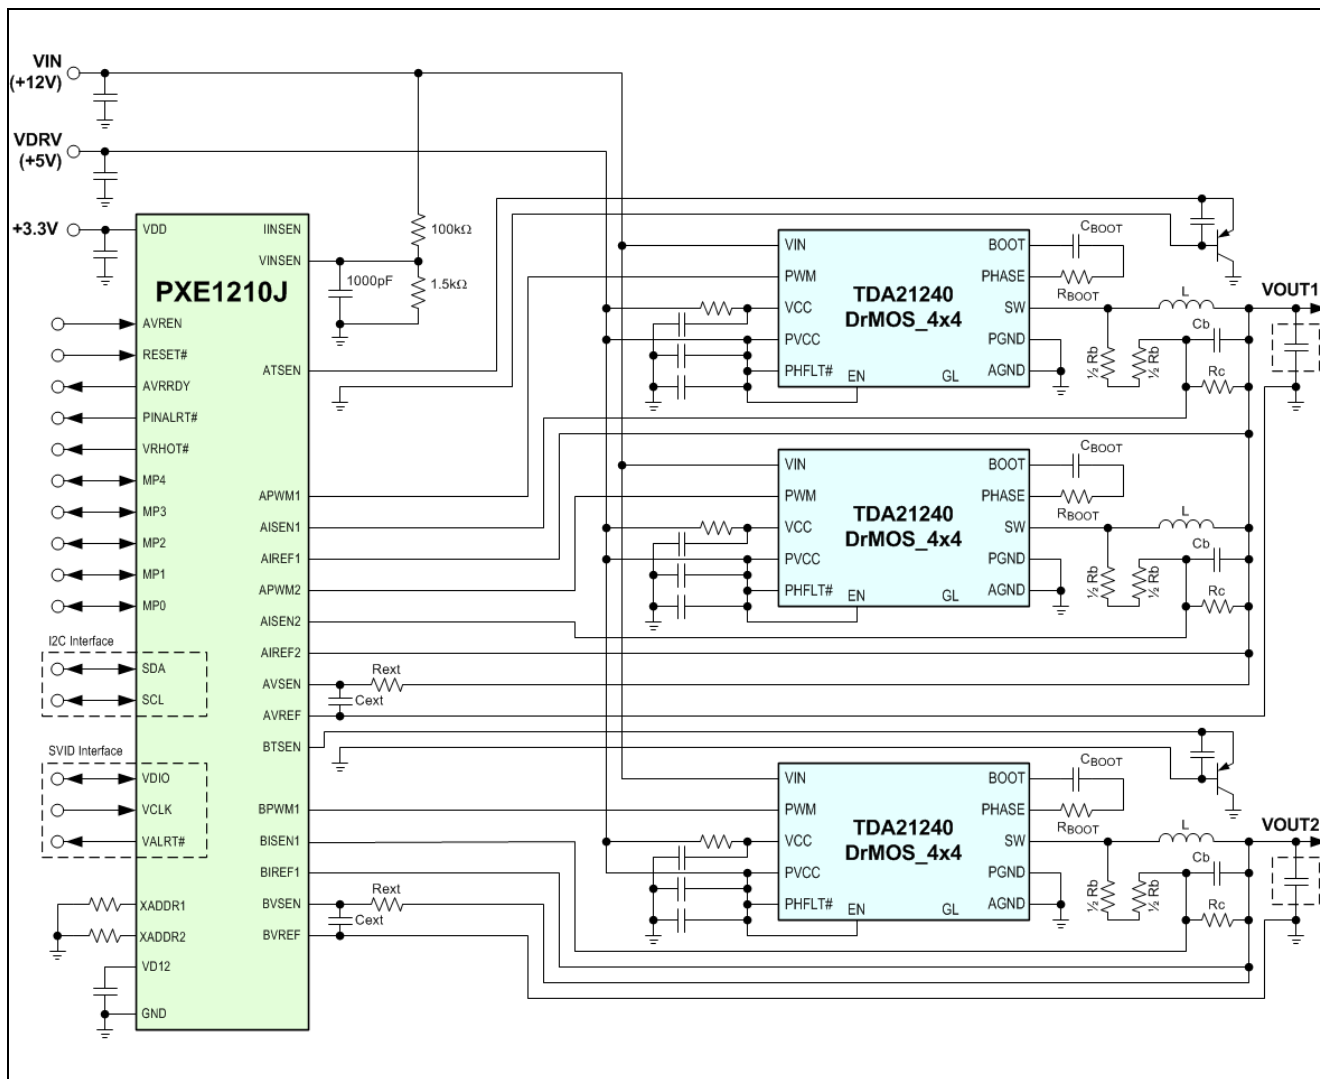 VIN
(+12V)
VDRV
(+5V)
+3.3V
VDD
IINSEN
VINSEN
100kΩ
1000pF
1.5kΩ
PXE1210J
AVREN
RESET#
AVRRDY
PINALRT#
VRHOT#
MP4
MP3
MP2
MP1
MP0
I2C Interface
SDA
SCL
SVID Interface
VDIO
VCLK
VALRT#
XADDR1
XADDR2
VD12
GND
ATSEN
APWM1
AISEN1
AIREF1
APWM2
AISEN2
AIREF2
AVSEN
AVREF
BTSEN
BPWM1
BISEN1
BIREF1
BVSEN
BVREF
Rext
Cext
Rext
Cext
VIN
PWM
VCC
PVCC
PHFLT#
EN
GL
TDA21240
DrMOS_4x4
BOOT
PHASE
SW
PGND
AGND
CBOOT
RBOOT
L
VOUT1
Cb
½ Rb
½ Rb
Rc
VIN
PWM
VCC
PVCC
PHFLT#
EN
GL
TDA21240
DrMOS_4x4
BOOT
PHASE
SW
PGND
AGND
CBOOT
RBOOT
L
Cb
½ Rb
½ Rb
Rc
VIN
PWM
VCC
PVCC
PHFLT#
EN
GL
TDA21240
DrMOS_4x4
BOOT
PHASE
SW
PGND
AGND
CBOOT
RBOOT
L
VOUT2
Cb
½ Rb
½ Rb
Rc